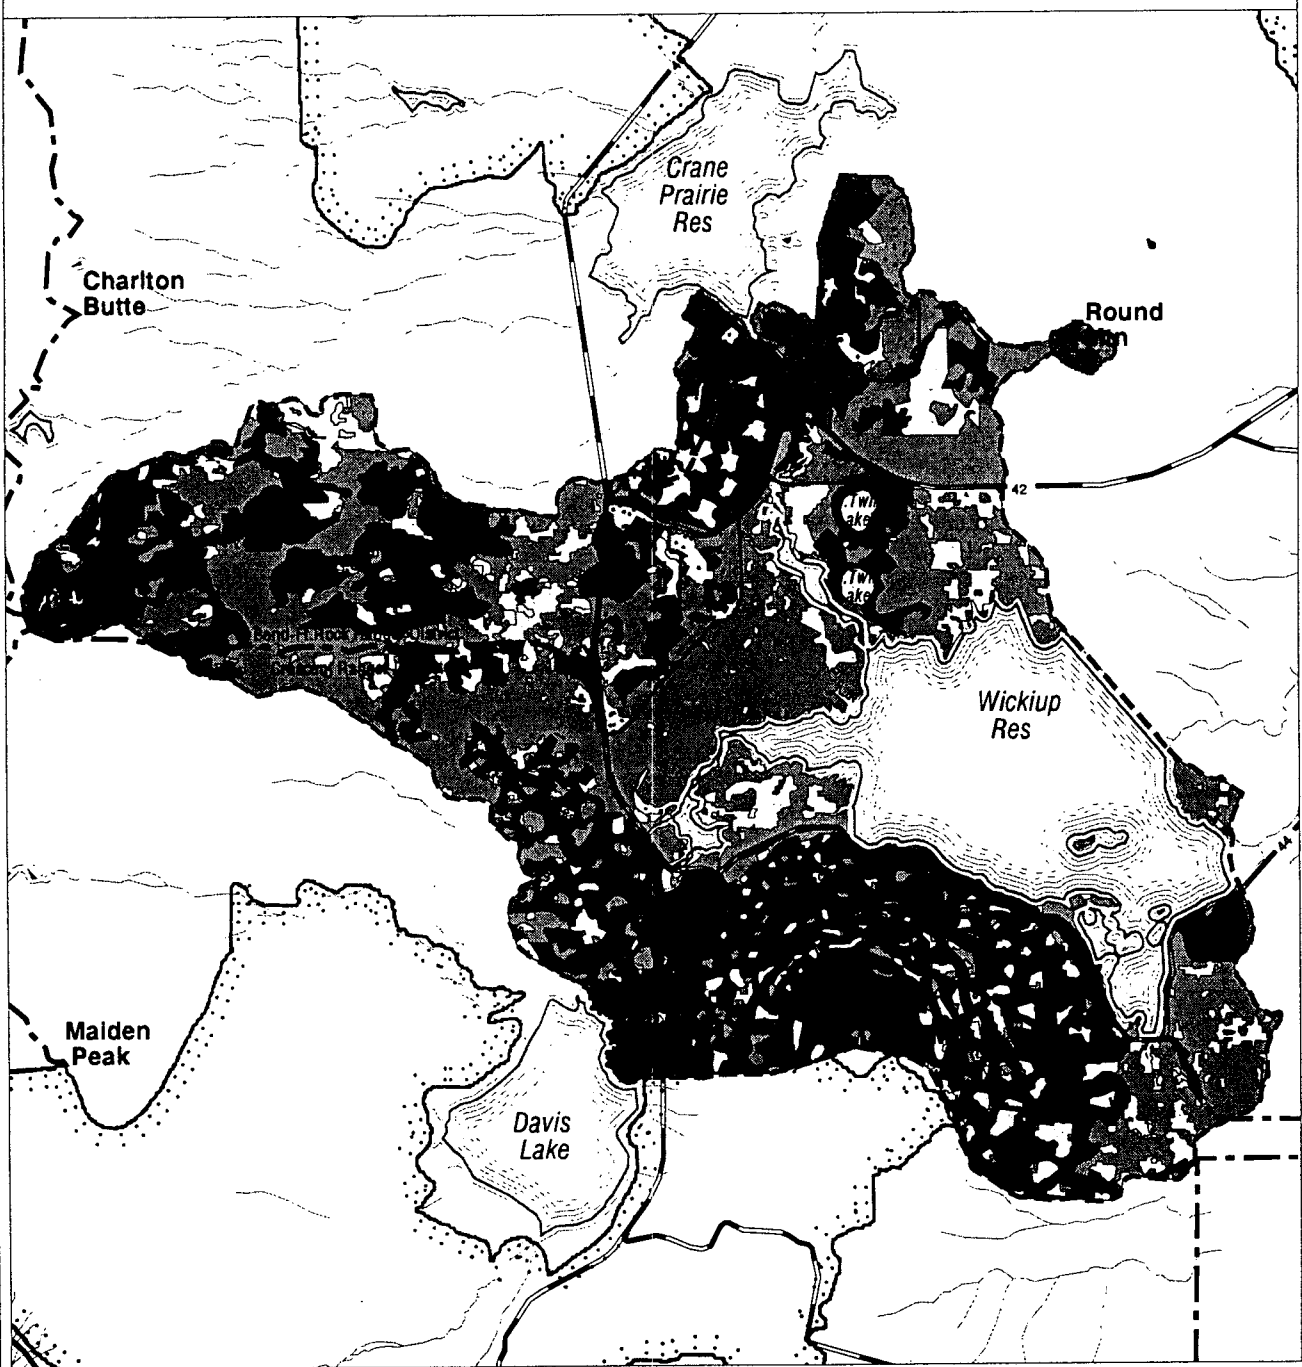 Crane
Prairie
Res
Charlton
Butte
Round
42
Wickiup
Res
44
Maiden
Peak
Davis
Lake